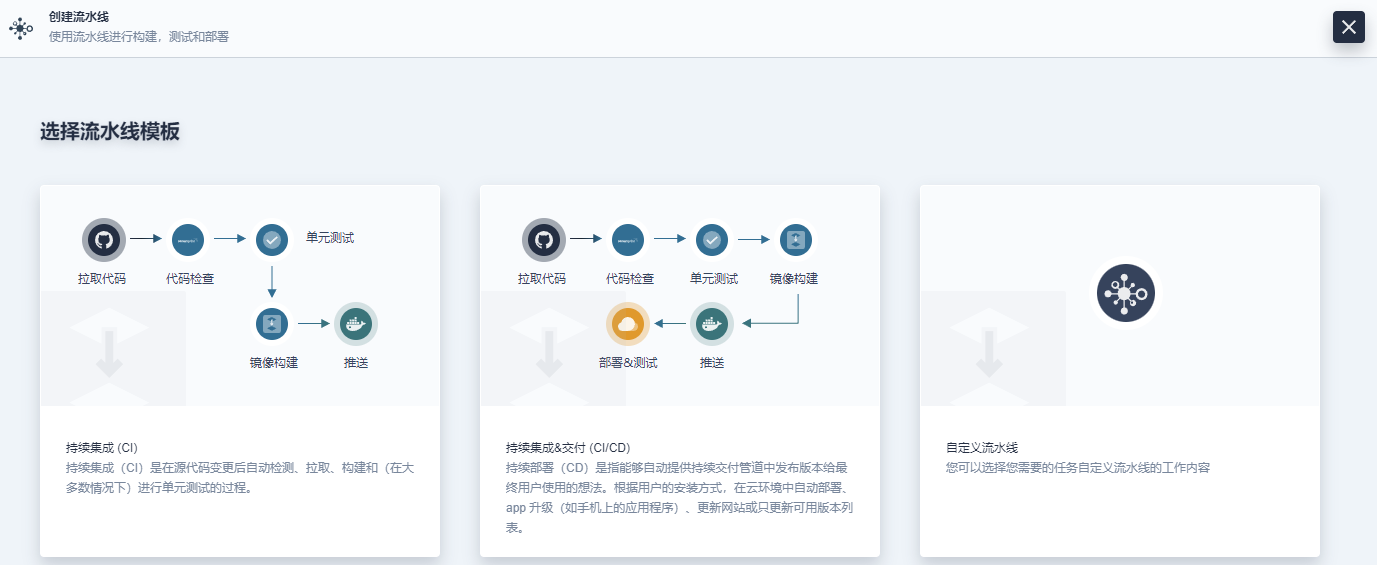 创建流水线
使用流水线进行构建，测试和部署
选择流水线模板
单元测试
拉取代码
代码检查
镜像构建
推送
拉取代码
代码检查
单元测试
镜像构建
部署&测试
推送
持续集成 (CI)
持续集成（CI）是在源代码变更后自动检测、拉取、构建和（在大
多数情况下）进行单元测试的过程。
持续集成&交付 (CI/CD)
持续部署（CD）是指能够自动提供持续交付管道中发布版本给最
终用户使用的想法。根据用户的安装方式，在云环境中自动部署、
app 升级（如手机上的应用程序）、更新网站或只更新可用版本列
表。
自定义流水线
您可以选择您需要的任务自定义流水线的工作内容